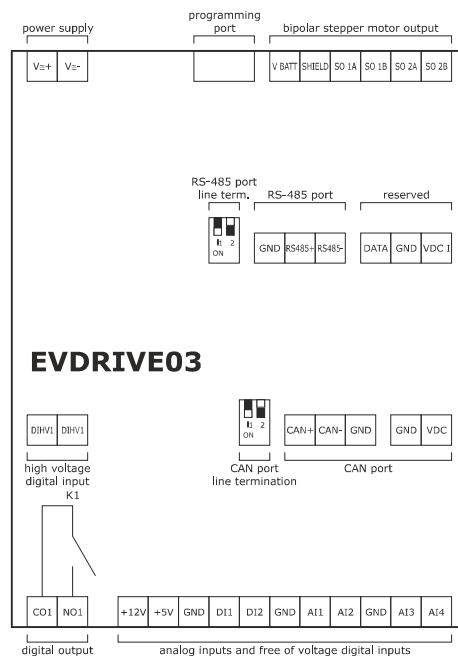 programming
power supply port bipolar stepper motor output
V≂+ V≂- V BATT SHIELD SO 1A SO 1B SO 2A SO 2B
RS-485 port
line term. RS-485 port reserved
1 2
ON
GND RS485+ RS485- DATA GND VDC I
EVDRIVE03
DIHV1 DIHV1
1 2
ON
CAN+ CAN- GND GND VDC
high voltage
digital input
CAN port
line termination
CAN port
K1
CO1 NO1 +12V +5V GND DI1 DI2 GND AI1 AI2 GND AI3 AI4
digital output analog inputs and free of voltage digital inputs